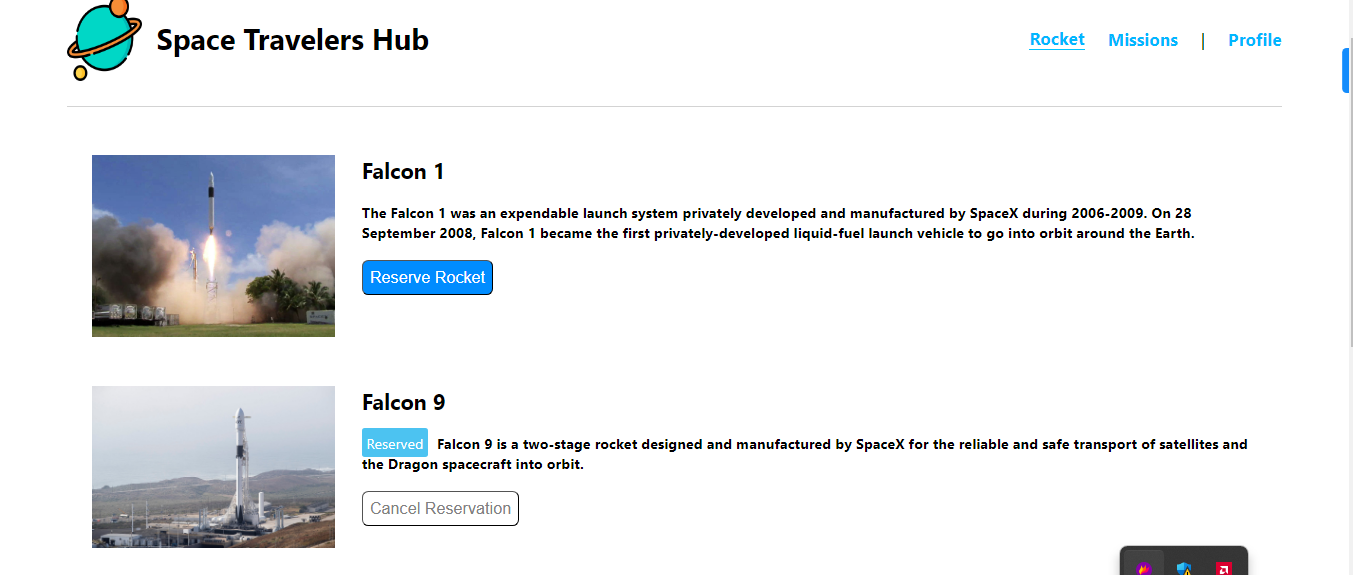 Space Travelers Hub
Rocket Missions | Profile
Falcon 1
The Falcon 1 was an expendable launch system privately developed and manufactured by SpaceX during 2006-2009. On 28
September 2008, Falcon 1 became the first privately-developed liquid-fuel launch vehicle to go into orbit around the Earth.
Reserve Rocket
Falcon 9
Reserved Falcon 9 is a two-stage rocket designed and manufactured by SpaceX for the reliable and safe transport of satellites and
the Dragon spacecraft into orbit.
Cancel Reservation